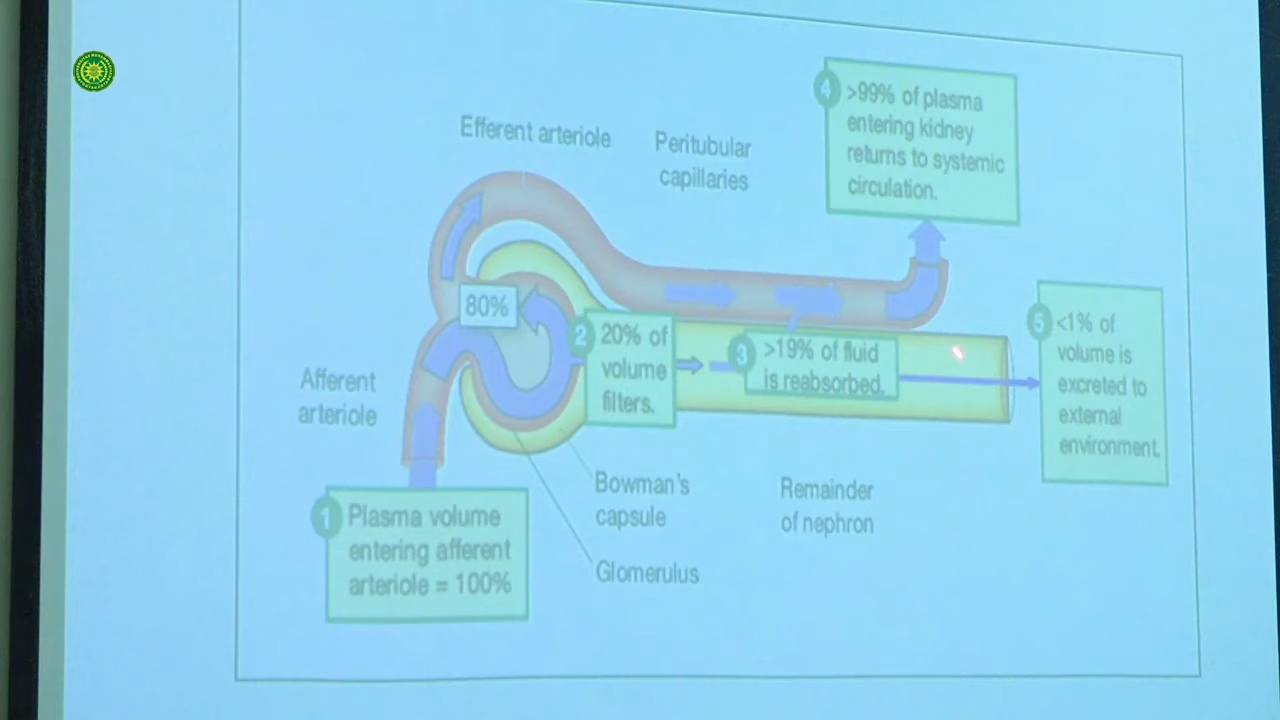 Efferent arteriole
Peritubular
capillaries
4 >99% of plasma
entering kidney
returns to systemic
circulation.
80%
2 20% of
volume
filters.
3 >19% of fluid
is reabsorbed.
5 <1% of
volume is
excreted to
external
environment.
Afferent
arteriole
1 Plasma volume
entering afferent
arteriole = 100%
Bowman's
capsule
Glomerulus
Remainder
of nephron